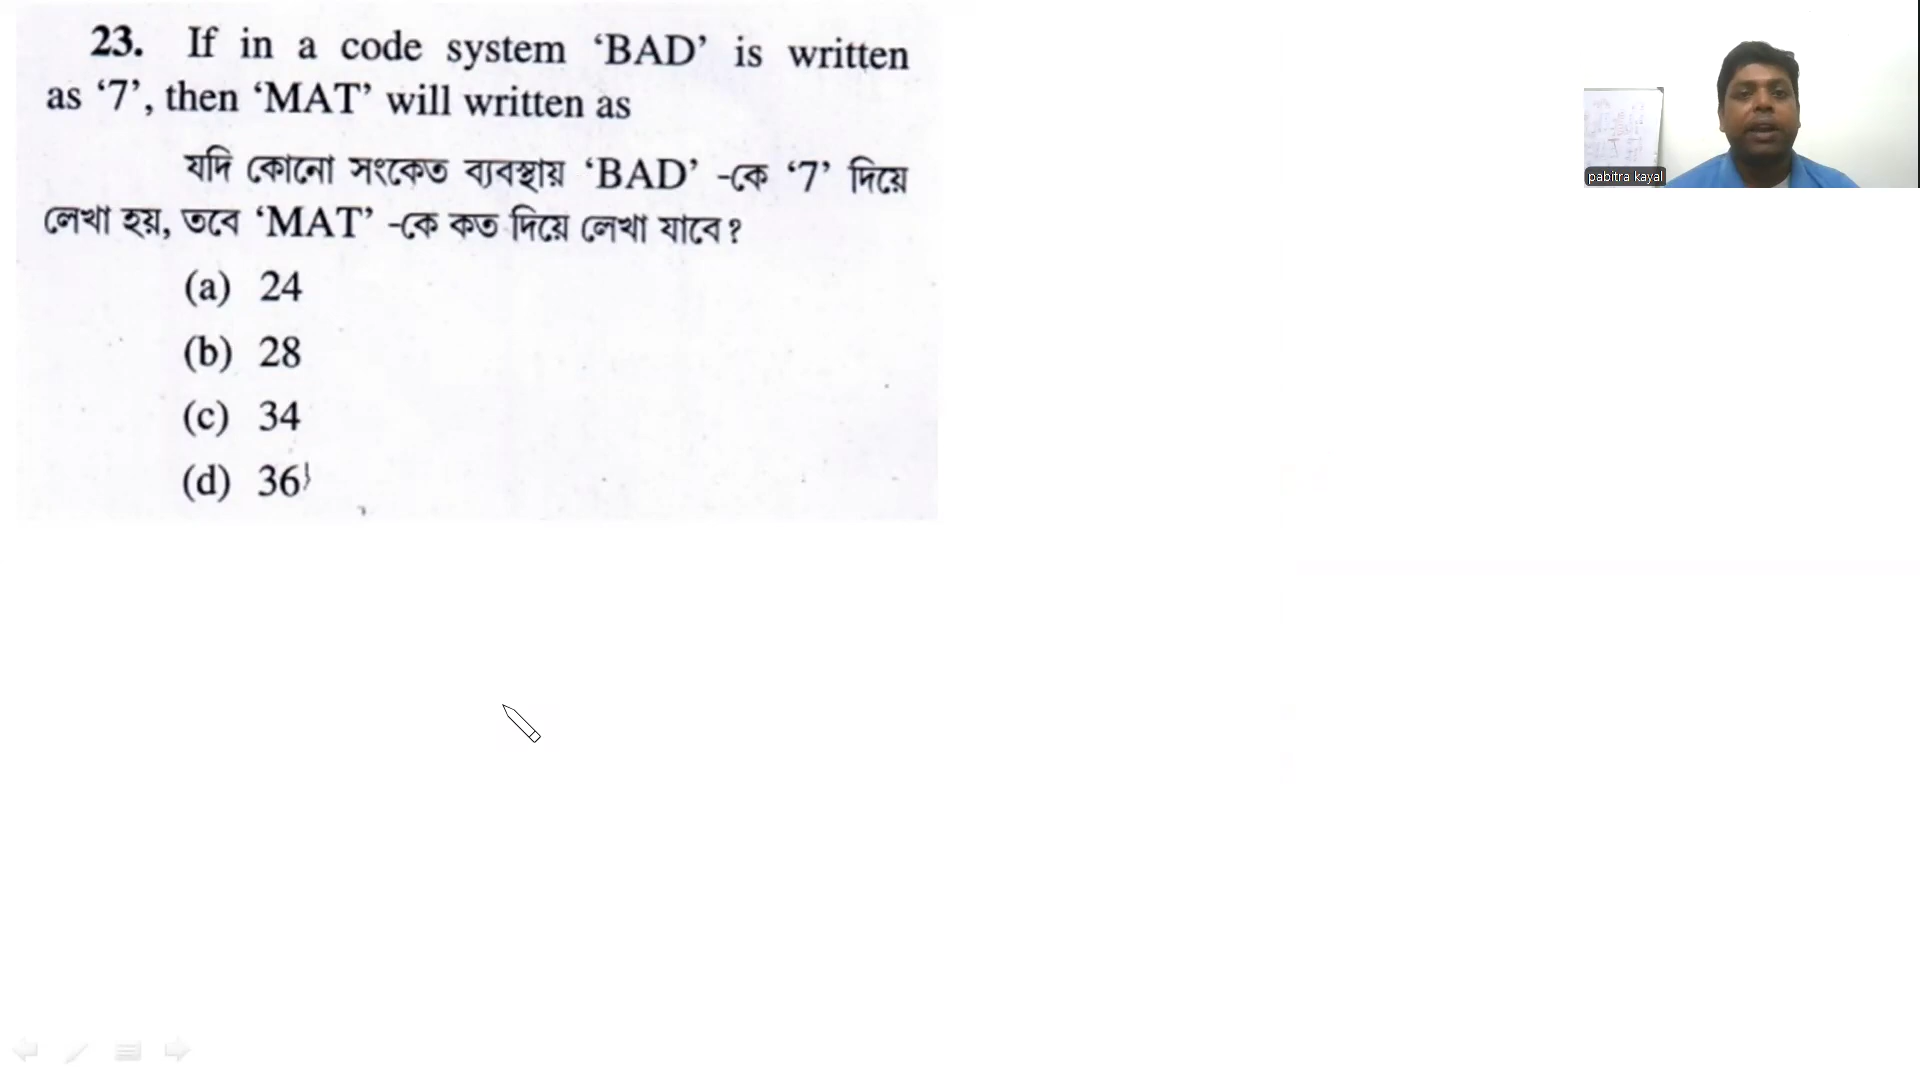 23. If in a code system ‘BAD’ is written
as ‘7’, then ‘MAT’ will written as
যদি কোনো সংকেত ব্যবস্থায় ‘BAD’ -কে ‘7’ দিয়ে
লেখা হয়, তবে ‘MAT’ -কে কত দিয়ে লেখা যাবে?
(a) 24
(b) 28
(c) 34
(d) 36
pabitra kayal